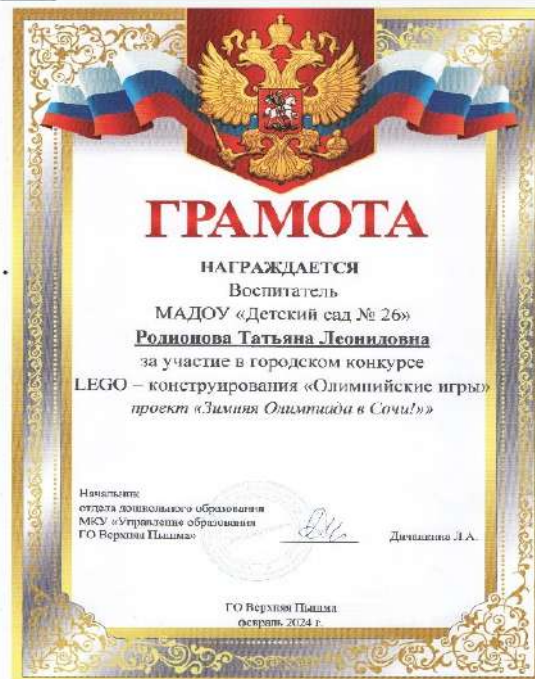 ГРАМОТА
НАГРАЖДАЕТСЯ
Воспитатель
МАДОУ «Детский сад № 26»
Родионова Татьяна Леонидовна
за участие в городском конкурсе
LEGO – конструирования «Олимпийские игры»
проект «Зимняя Олимпиада в Сочи!»»
Начальник
отдела дошкольного образования
МКУ «Управление образования
ГО Верхняя Пышма»
Л.А.
ГО Верхняя Пышма
февраль 2024 г.